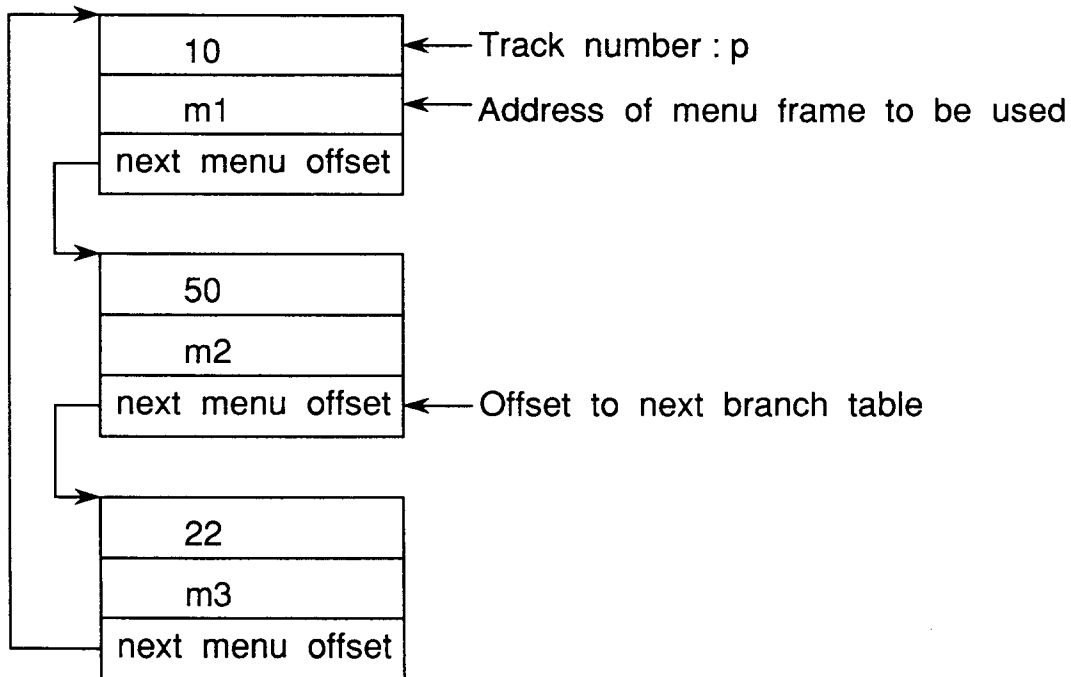 10
Track number : p
m1
Address of menu frame to be used
next menu offset
50
m2
next menu offset
Offset to next branch table
22
m3
next menu offset